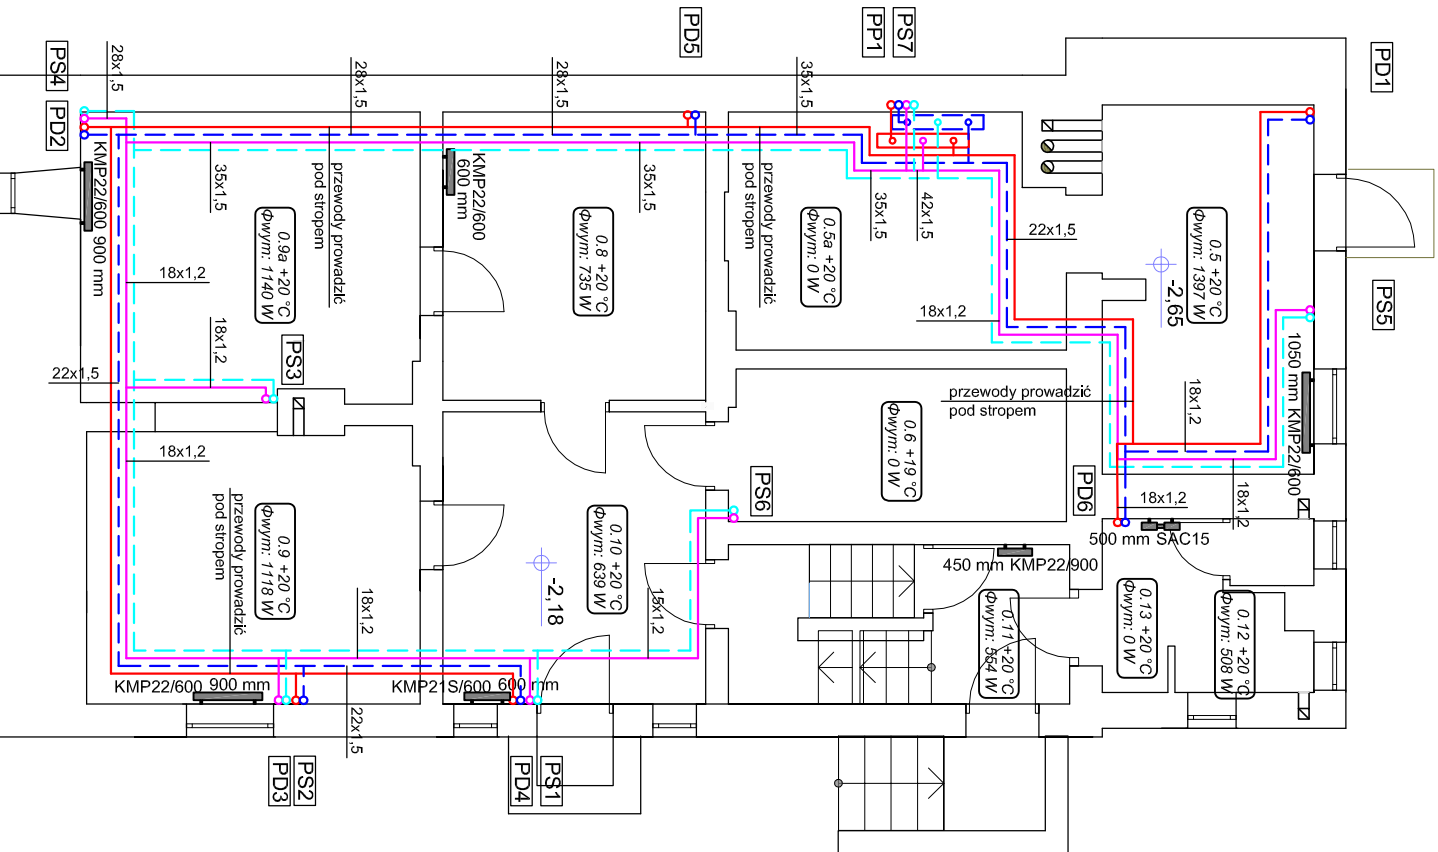 PS4
PD2
28x1,5
28x1,5
PD5
28x1,5
35x1,5
PP1
PS7
PD1
PS5
KMP22/600 900 mm
35x1,5
0.9a +20 °C
Φwym: 1140 W
przewody prowadzić
pod stropem
KMP22/600
600 mm
0.8 +20 °C
Φwym: 735 W
35x1,5
przewody prowadzić
pod stropem
0.5a +20 °C
Φwym: 0 W
35x1,5
42x1,5
22x1,5
-2,65
0.5 +20 °C
Φwym: 1397 W
18x1,2
18x1,2
22x1,5
18x1,2
PS3
18x1,2
1050 mm KMP22/600
przewody prowadzić
pod stropem
18x1,2
18x1,2
0.6 +19 °C
Φwym: 0 W
PS6
PD6
18x1,2
18x1,2
500 mm SAC15
450 mm KMP22/900
przewody prowadzić
pod stropem
0.9 +20 °C
Φwym: 1118 W
0.10 +20 °C
Φwym: 639 W
-2,18
18x1,2
15x1,2
0.11 +20 °C
Φwym: 554 W
0.13 +20 °C
Φwym: 0 W
0.12 +20 °C
Φwym: 508 W
KMP22/600 900 mm
KMP21S/600 600 mm
22x1,5
PD3
PS2
PD4
PS1